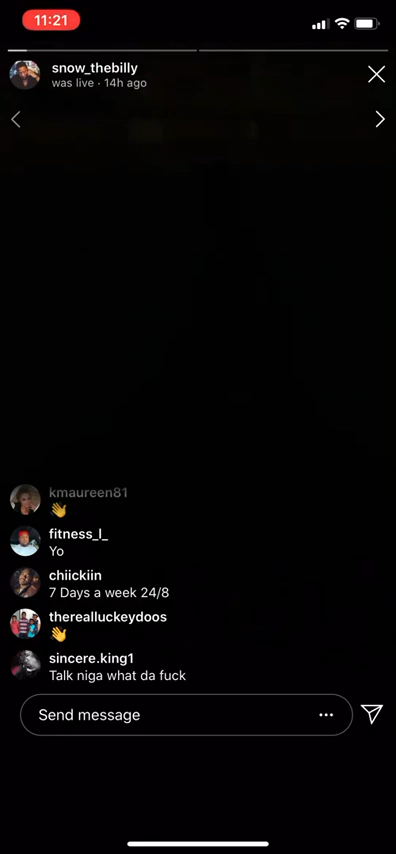 11:21
snow_thebilly
was live · 14h ago
kmaureen81
👋
fitness_l_
Yo
chiickiin
7 Days a week 24/8
therealluckeydoos
👋
sincere.king1
Talk niga what da fuck
Send message